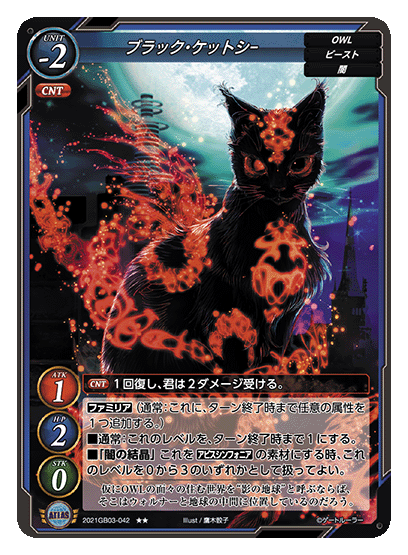 UNIT
-2
ブラック・ケットシー
OWL
ビースト
闇
CNT
ATK
1
H・P
2
STK
0
CNT 1回復し、君は2ダメージ受ける。
ファミリア (通常:これに、ターン終了時まで任意の属性を
1つ追加する。)
■通常:これのレベルを、ターン終了時まで1にする。
■「闇の結晶」これを アビスシンフォニア の素材にする時、これ
のレベルを0から3のいずれかとして扱ってよい。
仮にOWLの面々の住む世界を“影の地球”と呼ぶならば、
そこはウォルナーと地球の中間に位置しているのだろう。
ATLAS
2021GB03-042 ★★ Illust / 鷹木骰子 ©ゲートルーラー